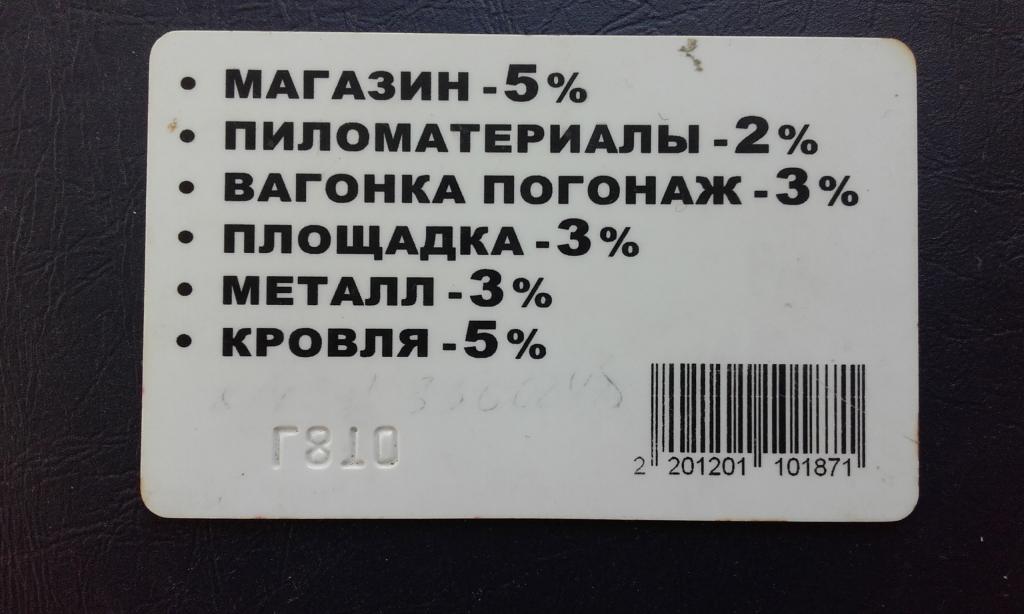 • МАГАЗИН - 5 %
• ПИЛОМАТЕРИАЛЫ - 2 %
• ВАГОНКА ПОГОНАЖ - 3 %
• ПЛОЩАДКА - 3 %
• МЕТАЛЛ - 3 %
• КРОВЛЯ - 5 %
2 201201 101871